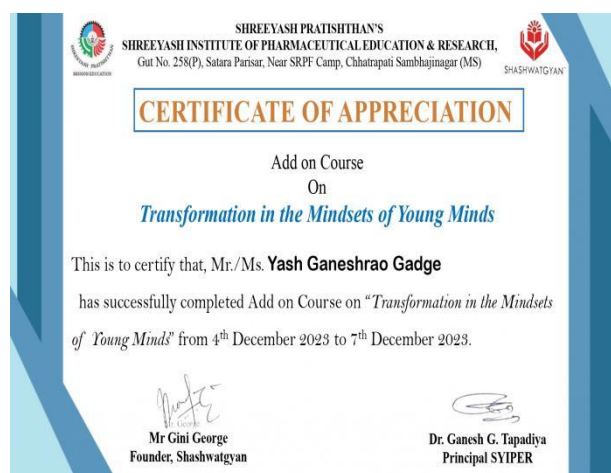 SHREEYASH PRATISHTHAN'S
SHREEYASH INSTITUTE OF PHARMACEUTICAL EDUCATION & RESEARCH,
Gut No. 258(P), Satara Parisar, Near SRPF Camp, Chhatrapati Sambhajinagar (MS)
SHASHWATGYAN
CERTIFICATE OF APPRECIATION
Add on Course
On
Transformation in the Mindsets of Young Minds
This is to certify that, Mr./Ms. Yash Ganeshrao Gadge
has successfully completed Add on Course on "Transformation in the Mindsets
of Young Minds" from 4th December 2023 to 7th December 2023.
Mr Gini George
Founder, Shashwatgyan
Dr. Ganesh G. Tapadiya
Principal SYIPER